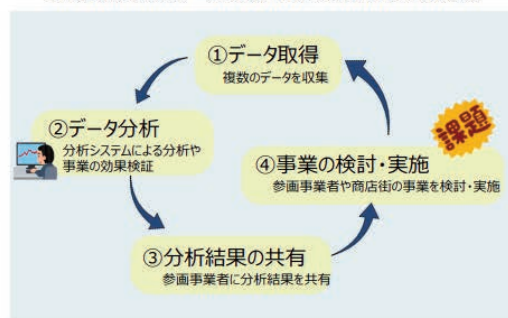 ①データ取得
複数のデータを収集
②データ分析
分析システムによる分析や
事業の効果検証
課題
④事業の検討・実施
参画事業者や商店街の事業を検討・実施
③分析結果の共有
参画事業者に分析結果を共有